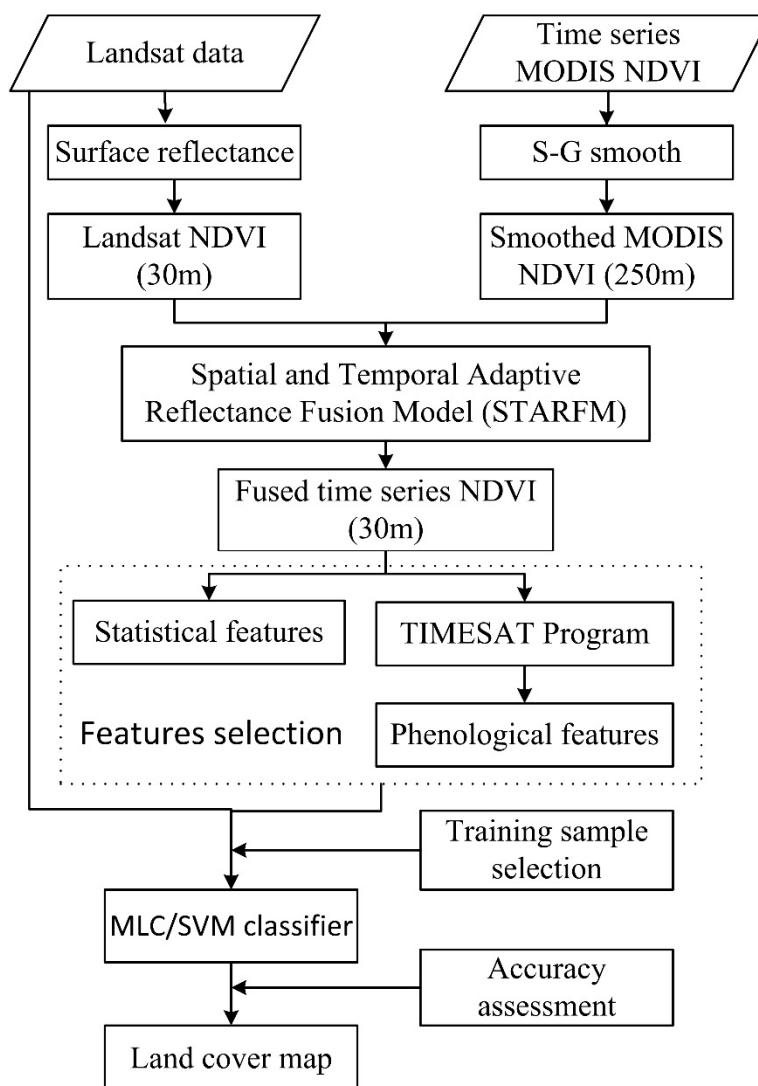 Landsat data
Time series
MODIS NDVI
Surface reflectance
S-G smooth
Landsat NDVI
(30m)
Smoothed MODIS
NDVI (250m)
Spatial and Temporal Adaptive
Reflectance Fusion Model (STARFM)
Fused time series NDVI
(30m)
Statistical features
TIMESAT Program
Features selection
Phenological features
Training sample
selection
MLC/SVM classifier
Accuracy
assessment
Land cover map